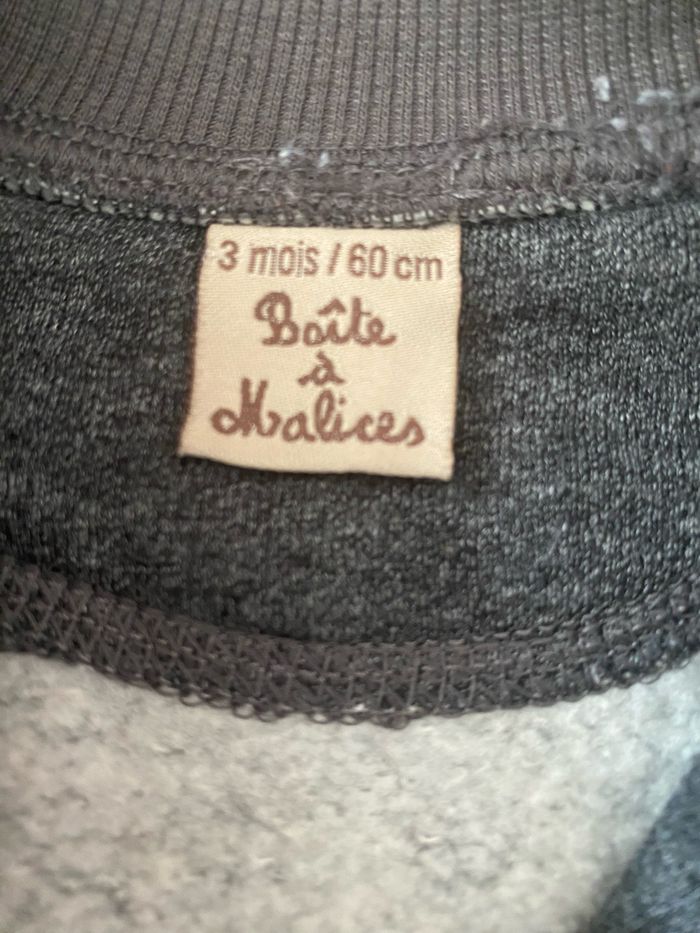 3 mois / 60 cm
Boîte
à
Malices